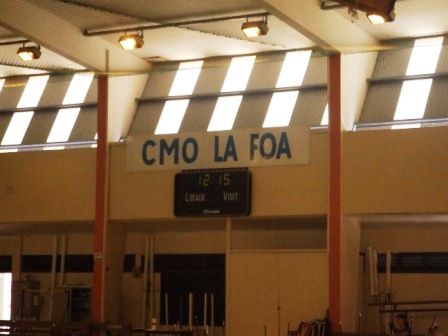 CMO LA FOA
12:15
LOCAUX VISIT.